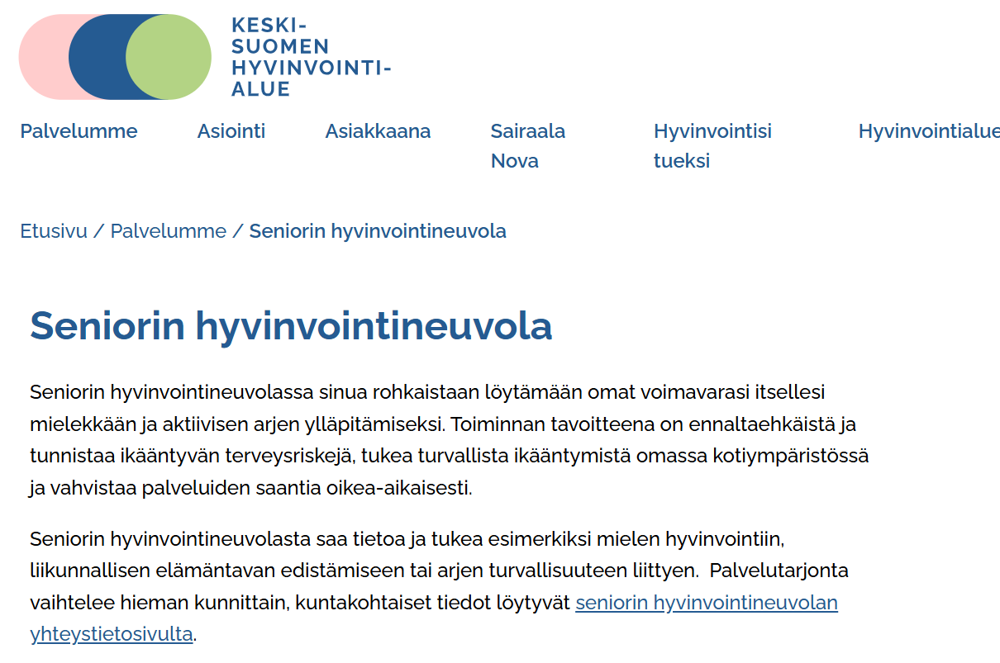 KESKI-
SUOMEN
HYVINVOINTI-
ALUE
Palvelumme Asiointi Asiakkaana Sairaala Nova Hyvinvointisi tueksi Hyvinvointialue
Etusivu / Palvelumme / Seniorin hyvinvointineuvola
Seniorin hyvinvointineuvola
Seniorin hyvinvointineuvolassa sinua rohkaistaan löytämään omat voimavarasi itsellesi
mielekkään ja aktiivisen arjen ylläpitämiseksi. Toiminnan tavoitteena on ennaltaehkäistä ja
tunnistaa ikääntyvän terveysriskejä, tukea turvallista ikääntymistä omassa kotiympäristössä
ja vahvistaa palveluiden saantia oikea-aikaisesti.
Seniorin hyvinvointineuvolasta saa tietoa ja tukea esimerkiksi mielen hyvinvointiin,
liikunnallisen elämäntavan edistämiseen tai arjen turvallisuuteen liittyen. Palvelutarjonta
vaihtelee hieman kunnittain, kuntakohtaiset tiedot löytyvät seniorin hyvinvointineuvolan
yhteystietosivulta.